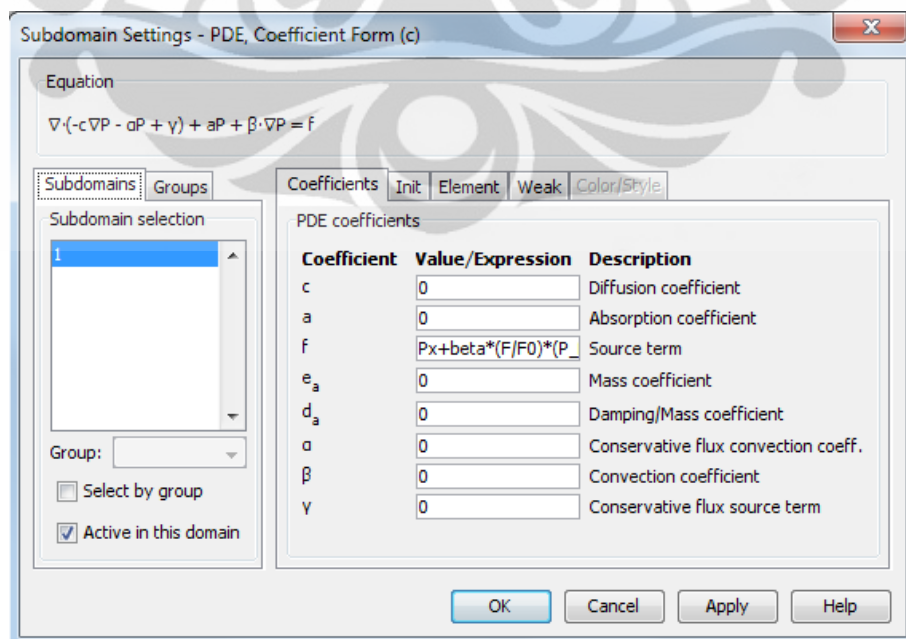 Subdomain Settings - PDE, Coefficient Form (c)
Equation
∇·(-c∇P - αP + γ) + aP + β·∇P = f
Subdomains Groups
Subdomain selection
1
Group:
Select by group
Active in this domain
Coefficients Init Element Weak Color/Style
PDE coefficients
Coefficient Value/Expression Description
c 0 Diffusion coefficient
a 0 Absorption coefficient
f Px+beta*(F/F0)*(P_ Source term
eₐ 0 Mass coefficient
dₐ 0 Damping/Mass coefficient
α 0 Conservative flux convection coeff.
β 0 Convection coefficient
γ 0 Conservative flux source term
OK Cancel Apply Help